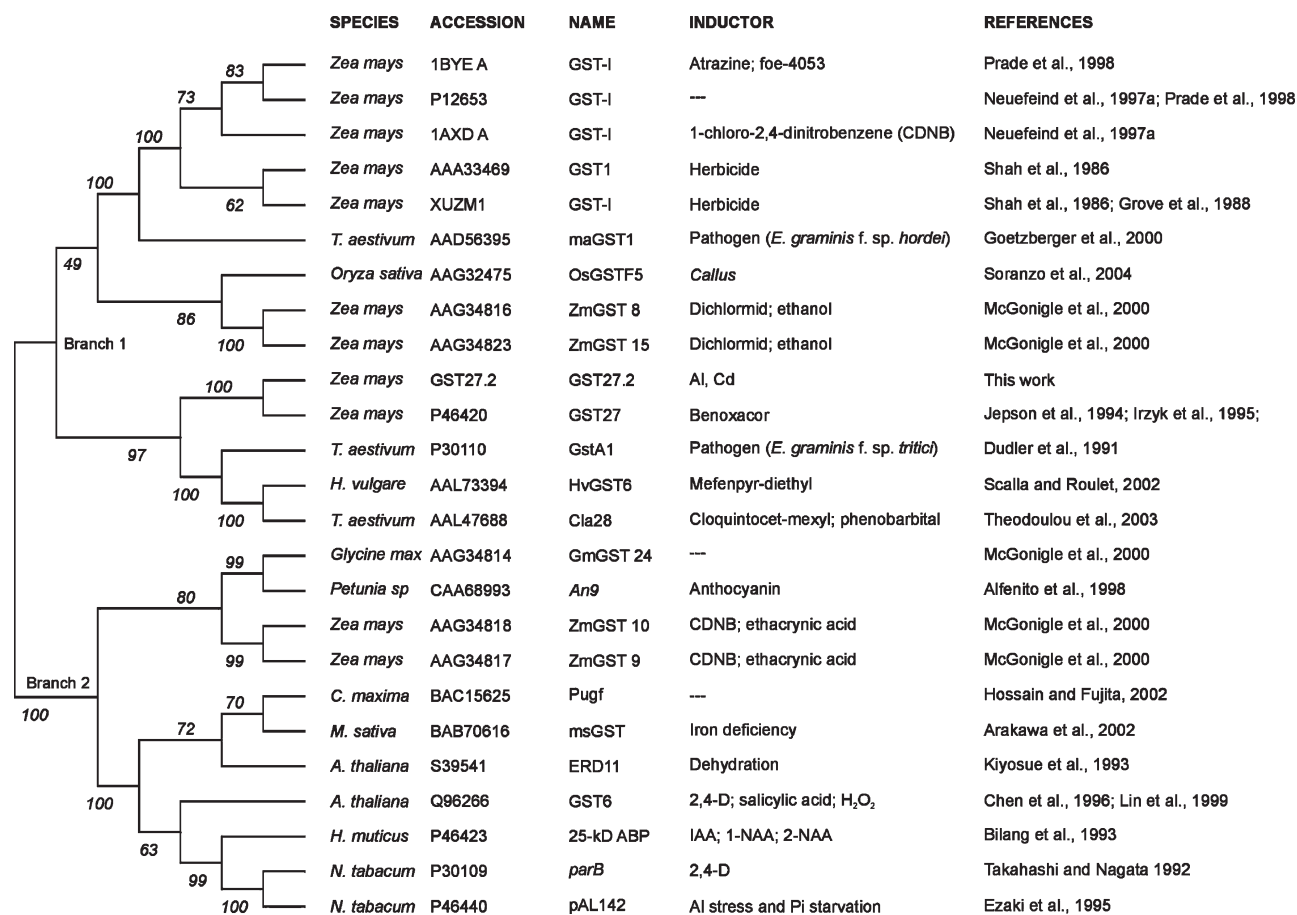 SPECIES ACCESSION NAME INDUCTOR REFERENCES
83 Zea mays 1BYE A GST-I Atrazine; foe-4053 Prade et al., 1998
73 Zea mays P12653 GST-I --- Neuefeind et al., 1997a; Prade et al., 1998
100 Zea mays 1AXD A GST-I 1-chloro-2,4-dinitrobenzene (CDNB) Neuefeind et al., 1997a
100 Zea mays AAA33469 GST1 Herbicide Shah et al., 1986
62 Zea mays XUZM1 GST-I Herbicide Shah et al., 1986; Grove et al., 1988
T. aestivum AAD56395 maGST1 Pathogen (E. graminis f. sp. hordei) Goetzberger et al., 2000
49 Oryza sativa AAG32475 OsGSTF5 Callus Soranzo et al., 2004
86 Zea mays AAG34816 ZmGST 8 Dichlormid; ethanol McGonigle et al., 2000
Branch 1 100 Zea mays AAG34823 ZmGST 15 Dichlormid; ethanol McGonigle et al., 2000
100 Zea mays GST27.2 GST27.2 Al, Cd This work
Zea mays P46420 GST27 Benoxacor Jepson et al., 1994; Irzyk et al., 1995;
97 T. aestivum P30110 GstA1 Pathogen (E. graminis f. sp. tritici) Dudler et al., 1991
100 H. vulgare AAL73394 HvGST6 Mefenpyr-diethyl Scalla and Roulet, 2002
100 T. aestivum AAL47688 Cla28 Cloquintocet-mexyl; phenobarbital Theodoulou et al., 2003
99 Glycine max AAG34814 GmGST 24 --- McGonigle et al., 2000
80 Petunia sp CAA68993 An9 Anthocyanin Alfenito et al., 1998
Zea mays AAG34818 ZmGST 10 CDNB; ethacrynic acid McGonigle et al., 2000
99 Zea mays AAG34817 ZmGST 9 CDNB; ethacrynic acid McGonigle et al., 2000
Branch 2 70 C. maxima BAC15625 Pugf --- Hossain and Fujita, 2002
100 72 M. sativa BAB70616 msGST Iron deficiency Arakawa et al., 2002
A. thaliana S39541 ERD11 Dehydration Kiyosue et al., 1993
100 A. thaliana Q96266 GST6 2,4-D; salicylic acid; H₂O₂ Chen et al., 1996; Lin et al., 1999
63 H. muticus P46423 25-kD ABP IAA; 1-NAA; 2-NAA Bilang et al., 1993
99 N. tabacum P30109 parB 2,4-D Takahashi and Nagata 1992
100 N. tabacum P46440 pAL142 Al stress and Pi starvation Ezaki et al., 1995